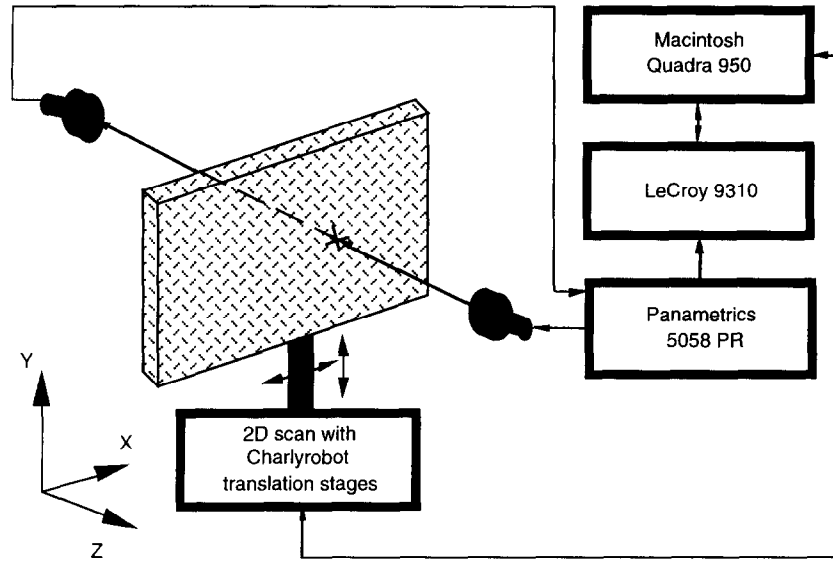 Macintosh
Quadra 950
LeCroy 9310
Panametrics
5058 PR
Y
X
Z
2D scan with
Charlyrobot
translation stages